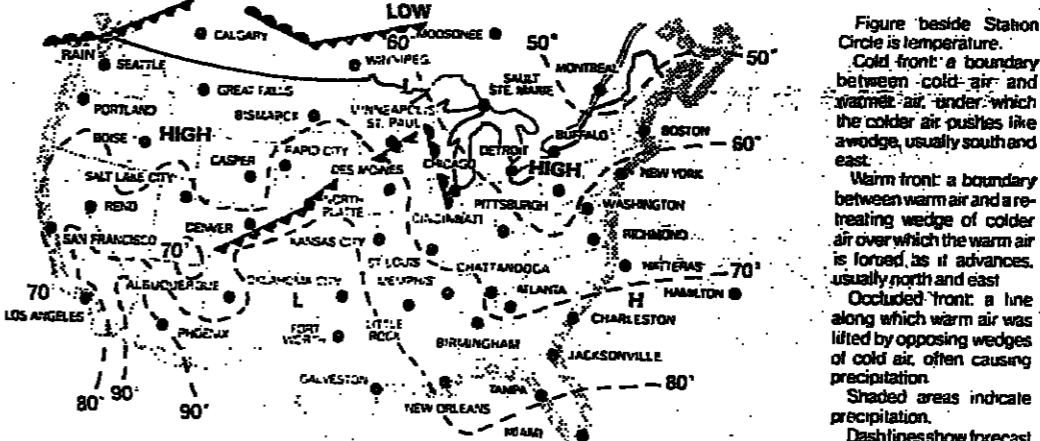 LOW
CALGARY
60°
MOOSONEE
50°
RAIN
SEATTLE
WINNIPEG
SAULT
STE. MARIE
MONTREAL
50°
GREAT FALLS
PORTLAND
BISMARCK
MINNEAPOLIS
ST. PAUL
BOISE
HIGH
BUFFALO
BOSTON
60°
CASPER
RAPID CITY
DES MOINES
CHICAGO
DETROIT
HIGH
NEW YORK
SALT LAKE CITY
NORTH
PLATTE
PITTSBURGH
WASHINGTON
RENO
CINCINNATI
DENVER
RICHMOND
SAN FRANCISCO
70°
KANSAS CITY
ST LOUIS
CHATTANOOGA
HATTERAS
70°
ALBUQUERQUE
OKLAHOMA CITY
MEMPHIS
ATLANTA
H
HAMILTON
70
L
LOS ANGELES
PHOENIX
FORT
WORTH
LITTLE
ROCK
BIRMINGHAM
CHARLESTON
JACKSONVILLE
GALVESTON
TAMPA
80°
80°
90°
90°
NEW ORLEANS
MIAMI
Figure beside Station
Circle is temperature.
Cold front: a boundary
between cold air and
warmer air, under which
the colder air pushes like
a wedge, usually south and
east.
Warm front: a boundary
between warm air and a re-
treating wedge of colder
air over which the warm air
is forced as it advances,
usually north and east
Occluded front: a line
along which warm air was
lifted by opposing wedges
of cold air, often causing
precipitation
Shaded areas indicate
precipitation.
Dash lines show forecast